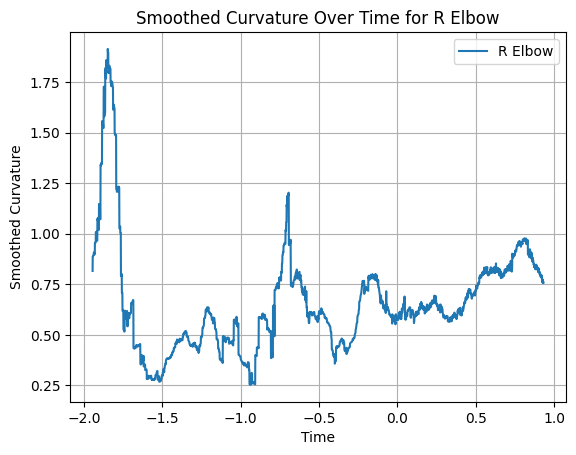 Smoothed Curvature Over Time for R Elbow
R Elbow
Smoothed Curvature
1.75
1.50
1.25
1.00
0.75
0.50
0.25
−2.0 −1.5 −1.0 −0.5 0.0 0.5 1.0
Time